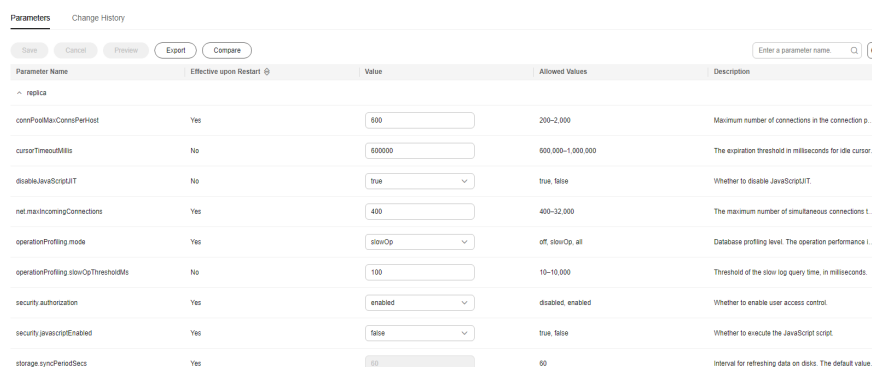 Parameters Change History
Save Cancel Preview Export Compare Enter a parameter name.
Parameter Name Effective upon Restart Value Allowed Values Description
replica
connPoolMaxConnsPerHost Yes 600 200–2,000 Maximum number of connections in the connection p...
cursorTimeoutMillis No 600000 600,000–1,000,000 The expiration threshold in milliseconds for idle cursor...
disableJavaScriptJIT No true true, false Whether to disable JavaScriptJIT.
net.maxIncomingConnections Yes 400 400–32,000 The maximum number of simultaneous connections t...
operationProfiling.mode Yes slowOp off, slowOp, all Database profiling level. The operation performance i...
operationProfiling.slowOpThresholdMs No 100 10–10,000 Threshold of the slow log query time, in milliseconds.
security.authorization Yes enabled disabled, enabled Whether to enable user access control.
security.javascriptEnabled Yes false true, false Whether to execute the JavaScript script.
storage.syncPeriodSecs Yes 60 60 Interval for refreshing data on disks. The default value...